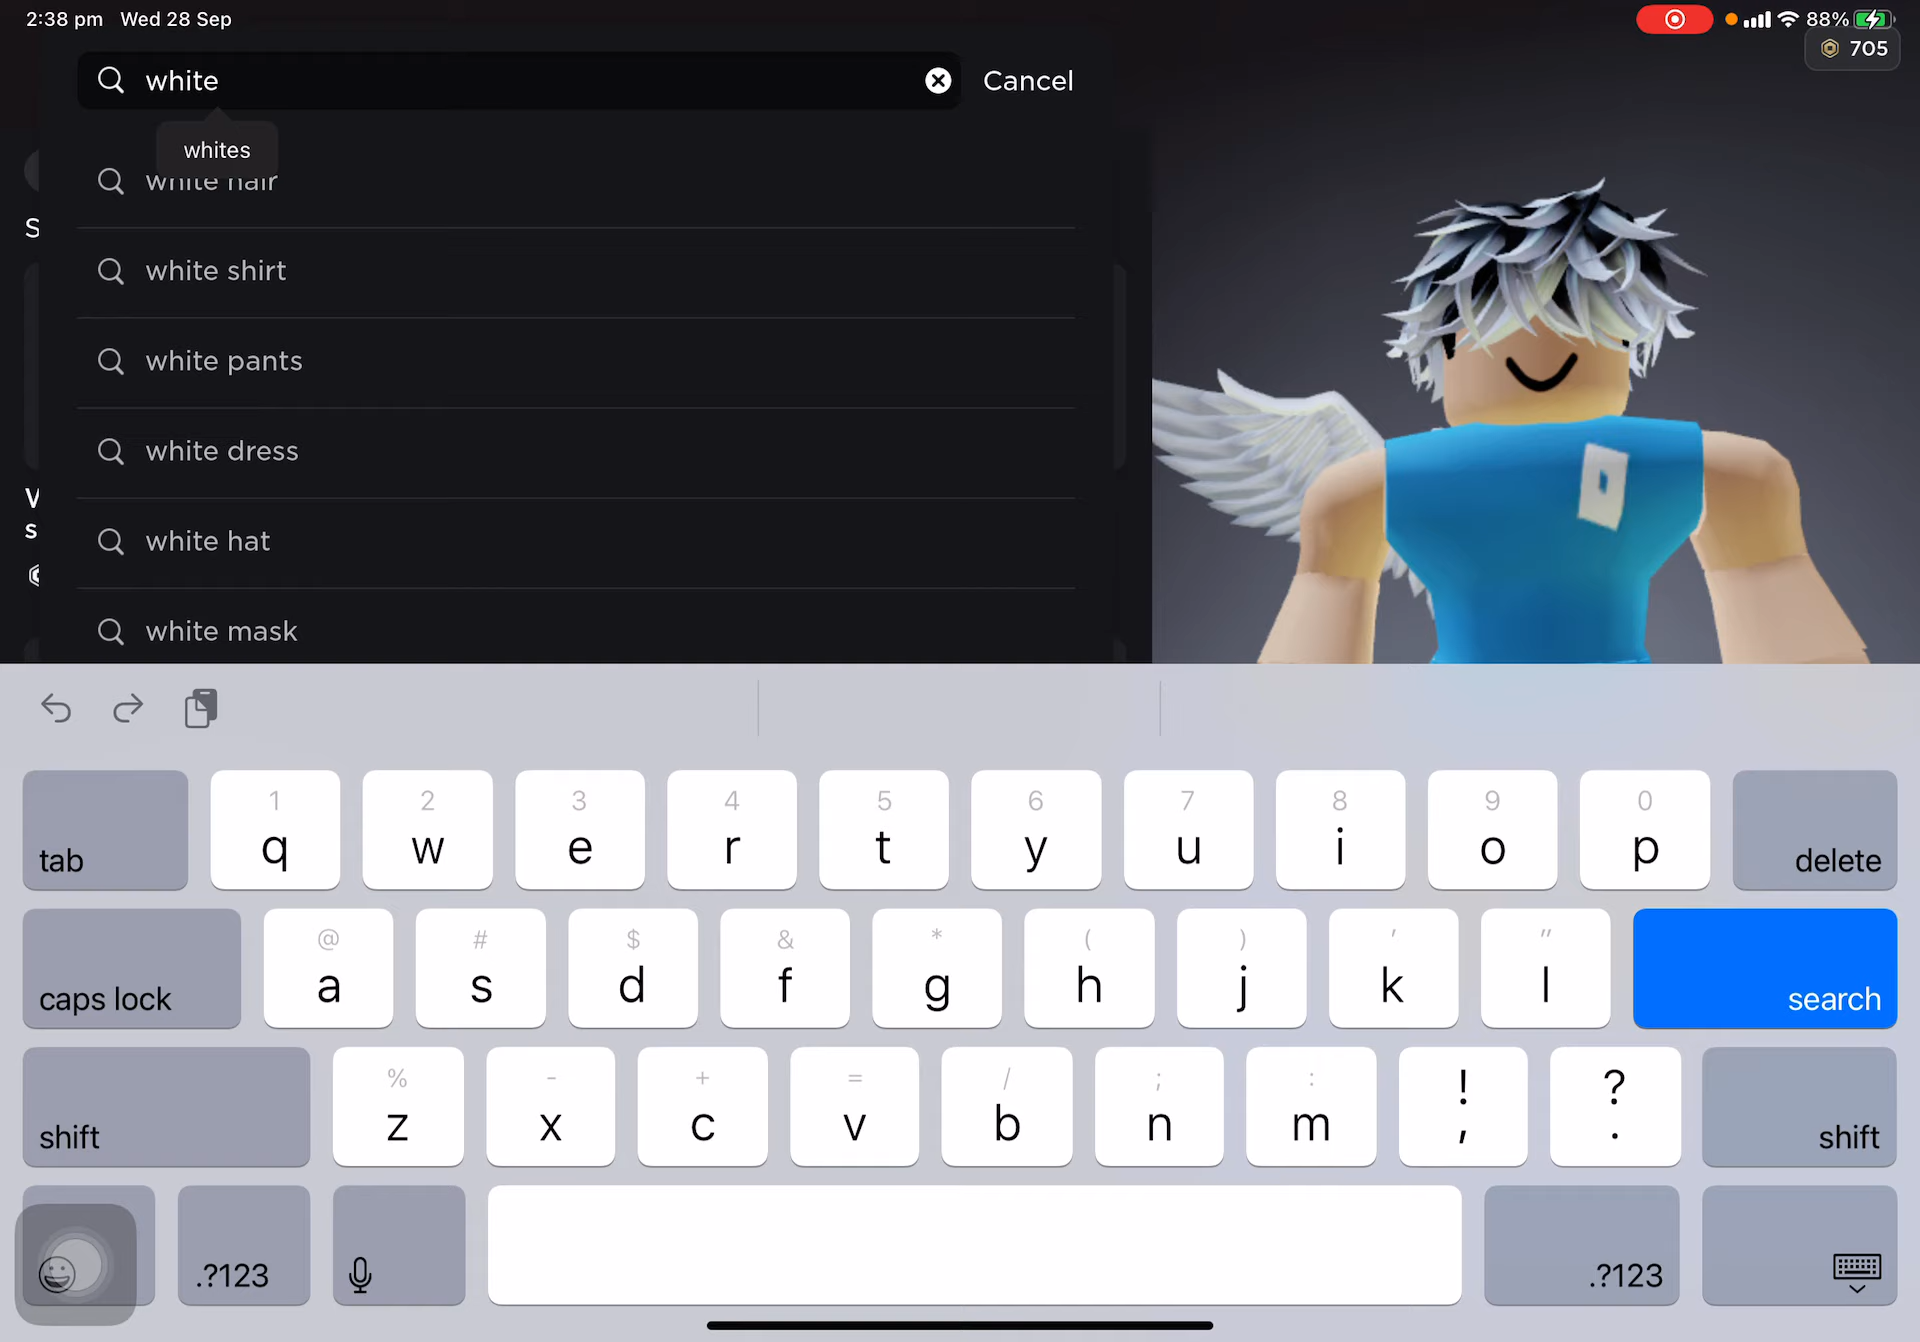 2:38 pm Wed 28 Sep
88%
705
white
Cancel
whites
white hair
S
white shirt
white pants
white dress
V
s
white hat
white mask
1 2 3 4 5 6 7 8 9 0
tab q w e r t y u i o p delete
@ # $ & * ( ) ' "
caps lock a s d f g h j k l search
% - + = / ; : ! ?
shift z x c v b n m , . shift
.?123 .?123